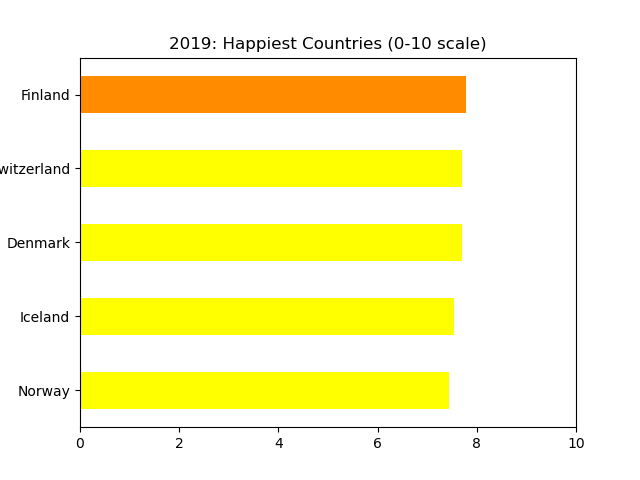 2019: Happiest Countries (0-10 scale)
Finland
witzerland
Denmark
Iceland
Norway
0 2 4 6 8 10